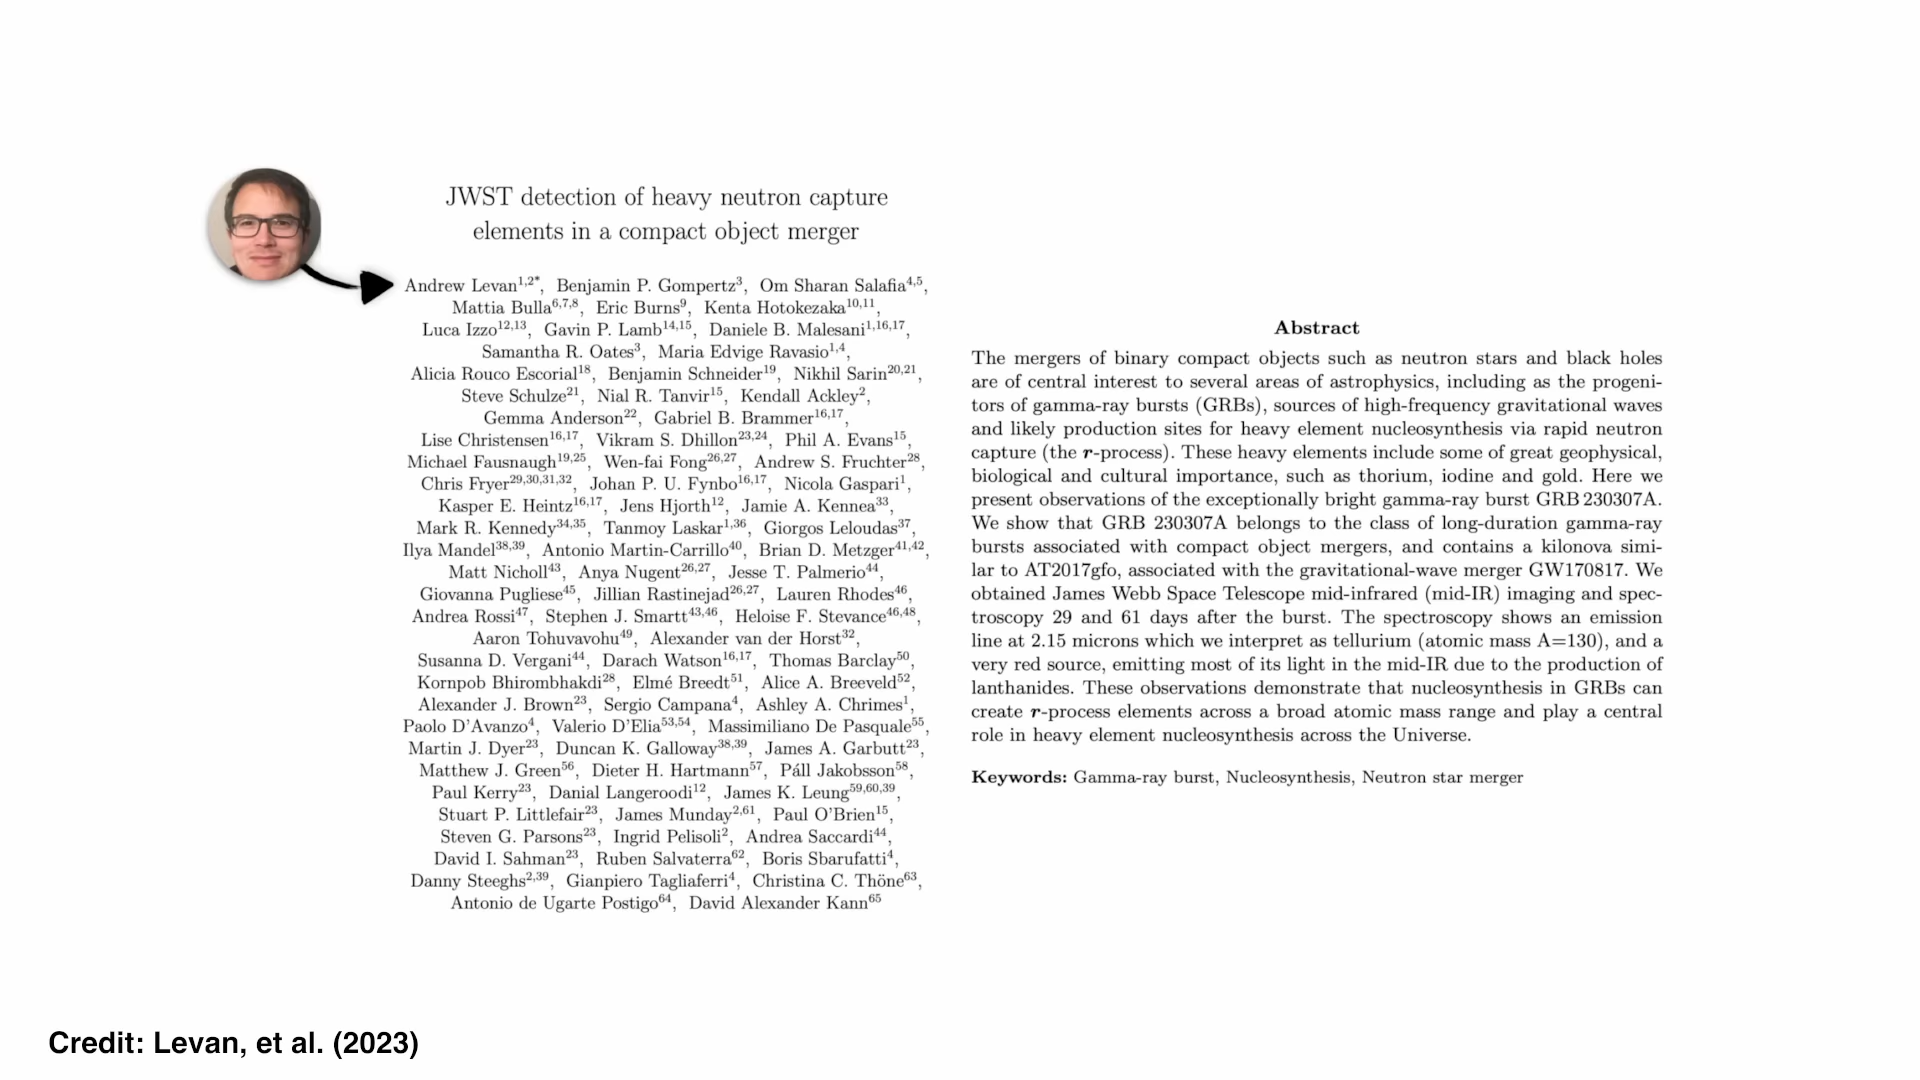 JWST detection of heavy neutron capture
elements in a compact object merger
Andrew Levan1,2*, Benjamin P. Gompertz3, Om Sharan Salafia4,5,
Mattia Bulla6,7,8, Eric Burns9, Kenta Hotokezaka10,11,
Luca Izzo12,13, Gavin P. Lamb14,15, Daniele B. Malesani1,16,17,
Samantha R. Oates3, Maria Edvige Ravasio1,4,
Alicia Rouco Escorial18, Benjamin Schneider19, Nikhil Sarin20,21,
Steve Schulze21, Nial R. Tanvir15, Kendall Ackley2,
Gemma Anderson22, Gabriel B. Brammer16,17,
Lise Christensen16,17, Vikram S. Dhillon23,24, Phil A. Evans15,
Michael Fausnaugh19,25, Wen-fai Fong26,27, Andrew S. Fruchter28,
Chris Fryer29,30,31,32, Johan P. U. Fynbo16,17, Nicola Gaspari1,
Kasper E. Heintz16,17, Jens Hjorth12, Jamie A. Kennea33,
Mark R. Kennedy34,35, Tanmoy Laskar1,36, Giorgos Leloudas37,
Ilya Mandel38,39, Antonio Martin-Carrillo40, Brian D. Metzger41,42,
Matt Nicholl43, Anya Nugent26,27, Jesse T. Palmerio44,
Giovanna Pugliese45, Jillian Rastinejad26,27, Lauren Rhodes46,
Andrea Rossi47, Stephen J. Smartt43,46, Heloise F. Stevance46,48,
Aaron Tohuvavohu49, Alexander van der Horst32,
Susanna D. Vergani44, Darach Watson16,17, Thomas Barclay50,
Kornpob Bhirombhakdi28, Elmé Breedt51, Alice A. Breeveld52,
Alexander J. Brown23, Sergio Campana4, Ashley A. Chrimes1,
Paolo D'Avanzo4, Valerio D'Elia53,54, Massimiliano De Pasquale55,
Martin J. Dyer23, Duncan K. Galloway38,39, James A. Garbutt23,
Matthew J. Green56, Dieter H. Hartmann57, Páll Jakobsson58,
Paul Kerry23, Danial Langeroodi12, James K. Leung59,60,39,
Stuart P. Littlefair23, James Munday2,61, Paul O'Brien15,
Steven G. Parsons23, Ingrid Pelisoli2, Andrea Saccardi44,
David I. Sahman23, Ruben Salvaterra62, Boris Sbarufatti4,
Danny Steeghs2,39, Gianpiero Tagliaferri4, Christina C. Thöne63,
Antonio de Ugarte Postigo64, David Alexander Kann65
Abstract
The mergers of binary compact objects such as neutron stars and black holes
are of central interest to several areas of astrophysics, including as the progeni-
tors of gamma-ray bursts (GRBs), sources of high-frequency gravitational waves
and likely production sites for heavy element nucleosynthesis via rapid neutron
capture (the r-process). These heavy elements include some of great geophysical,
biological and cultural importance, such as thorium, iodine and gold. Here we
present observations of the exceptionally bright gamma-ray burst GRB 230307A.
We show that GRB 230307A belongs to the class of long-duration gamma-ray
bursts associated with compact object mergers, and contains a kilonova simi-
lar to AT2017gfo, associated with the gravitational-wave merger GW170817. We
obtained James Webb Space Telescope mid-infrared (mid-IR) imaging and spec-
troscopy 29 and 61 days after the burst. The spectroscopy shows an emission
line at 2.15 microns which we interpret as tellurium (atomic mass A=130), and a
very red source, emitting most of its light in the mid-IR due to the production of
lanthanides. These observations demonstrate that nucleosynthesis in GRBs can
create r-process elements across a broad atomic mass range and play a central
role in heavy element nucleosynthesis across the Universe.
Keywords: Gamma-ray burst, Nucleosynthesis, Neutron star merger
Credit: Levan, et al. (2023)